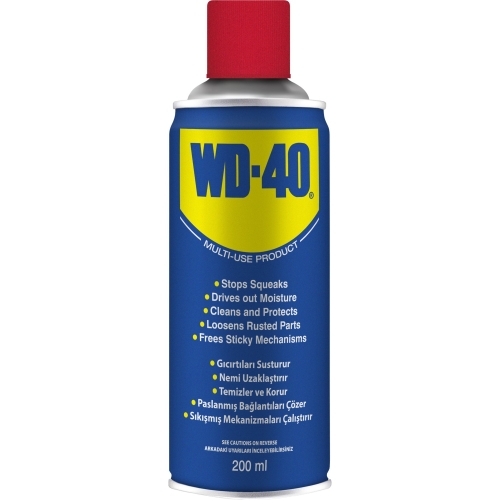 WD-40®
MULTI-USE PRODUCT
• Stops Squeaks
• Drives out Moisture
• Cleans and Protects
• Loosens Rusted Parts
• Frees Sticky Mechanisms
• Gıcırtıları Susturur
• Nemi Uzaklaştırır
• Temizler ve Korur
• Paslanmış Bağlantıları Çözer
• Sıkışmış Mekanizmaları Çalıştırır
SEE CAUTIONS ON REVERSE
ARKADAKİ UYARILARI İNCELEYEBİLİRSİNİZ
200 ml